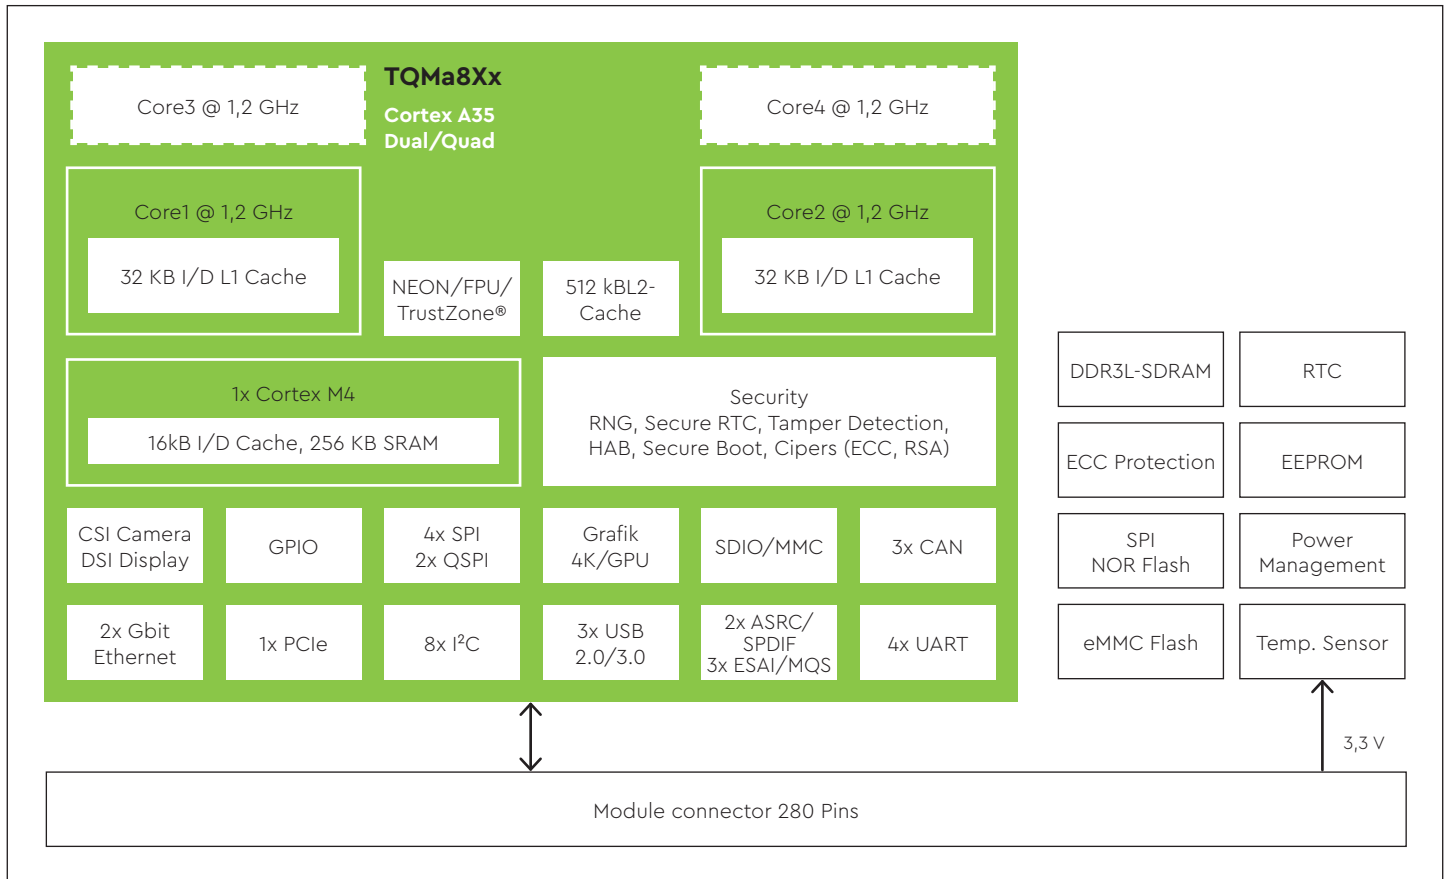 TQMa8Xx
Cortex A35
Dual/Quad
Core3 @ 1,2 GHz
Core4 @ 1,2 GHz
Core1 @ 1,2 GHz
32 KB I/D L1 Cache
NEON/FPU/
TrustZone®
512 kBL2-
Cache
Core2 @ 1,2 GHz
32 KB I/D L1 Cache
1x Cortex M4
16kB I/D Cache, 256 KB SRAM
Security
RNG, Secure RTC, Tamper Detection,
HAB, Secure Boot, Cipers (ECC, RSA)
CSI Camera
DSI Display
GPIO
4x SPI
2x QSPI
Grafik
4K/GPU
SDIO/MMC
3x CAN
2x Gbit
Ethernet
1x PCIe
8x I²C
3x USB
2.0/3.0
2x ASRC/
SPDIF
3x ESAI/MQS
4x UART
DDR3L-SDRAM
RTC
ECC Protection
EEPROM
SPI
NOR Flash
Power
Management
eMMC Flash
Temp. Sensor
3,3 V
Module connector 280 Pins